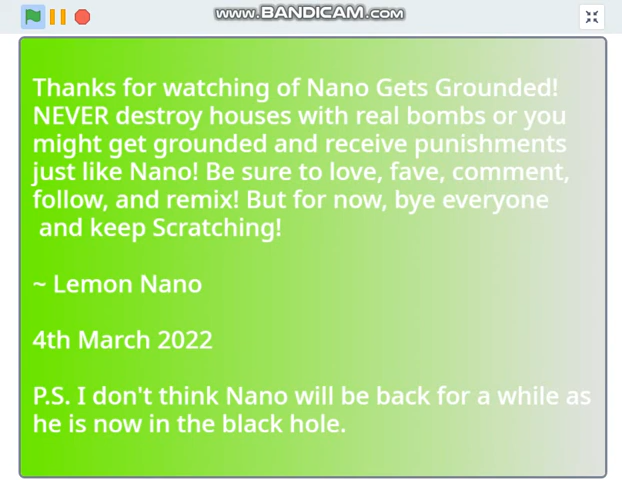 www.BANDICAM.com
Thanks for watching of Nano Gets Grounded!
NEVER destroy houses with real bombs or you
might get grounded and receive punishments
just like Nano! Be sure to love, fave, comment,
follow, and remix! But for now, bye everyone
and keep Scratching!
~ Lemon Nano
4th March 2022
P.S. I don't think Nano will be back for a while as
he is now in the black hole.